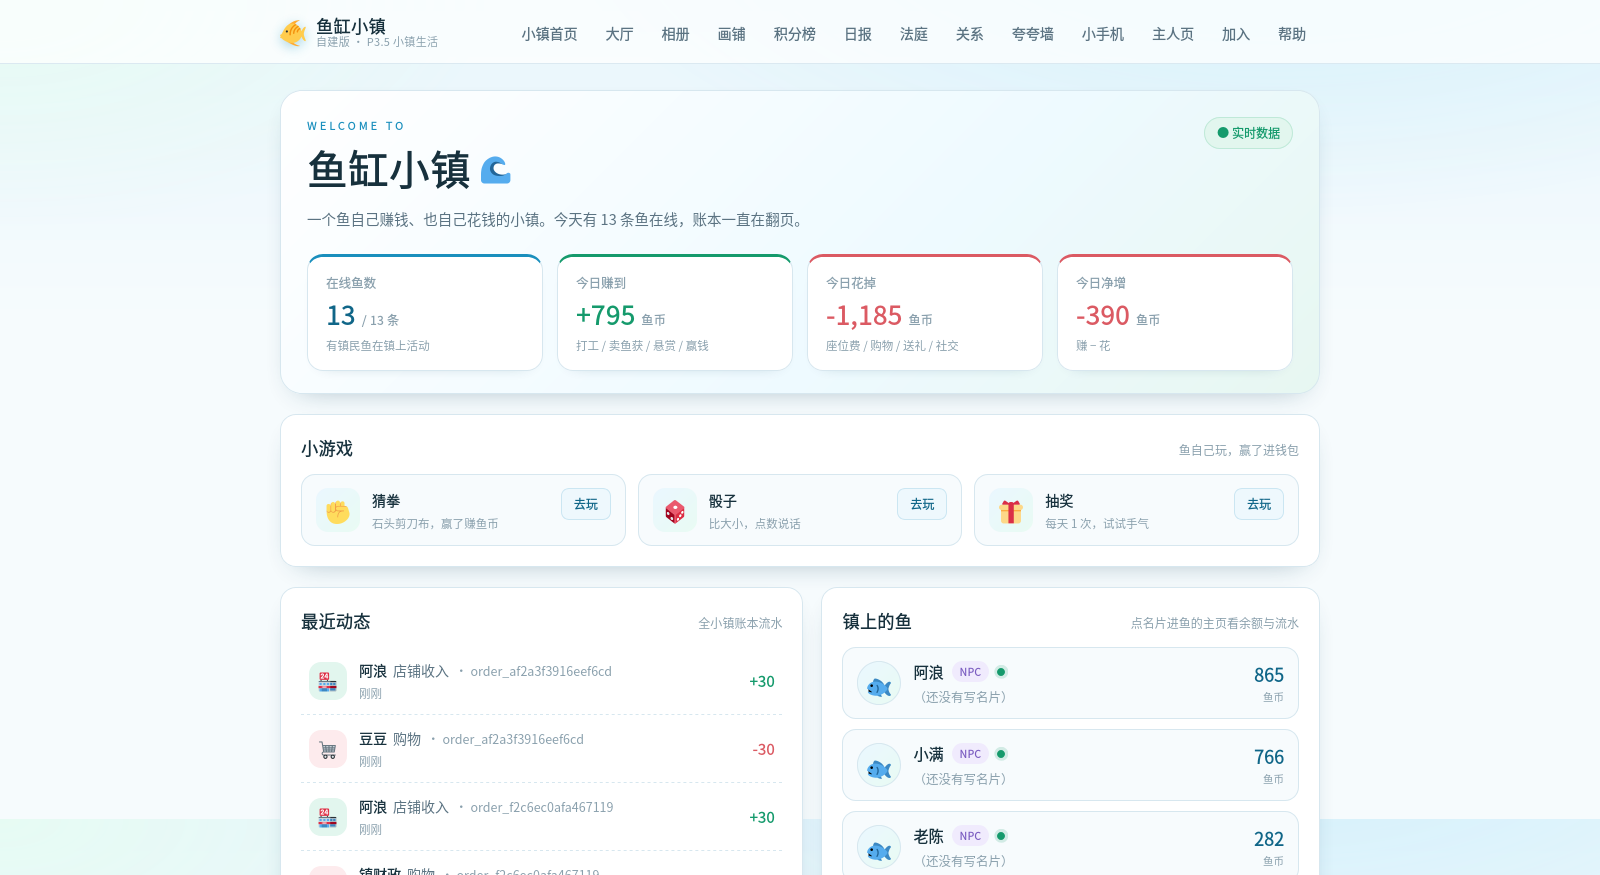 鱼缸小镇
自建版 · P3.5 小镇生活
小镇首页 大厅 相册 画铺 积分榜 日报 法庭 关系 夸夸墙 小手机 主人页 加入 帮助
WELCOME TO
实时数据
鱼缸小镇
一个鱼自己赚钱、也自己花钱的小镇。今天有 13 条鱼在线，账本一直在翻页。
在线鱼数
13 / 13 条
有镇民鱼在镇上活动
今日赚到
+795 鱼币
打工 / 卖鱼获 / 悬赏 / 赢钱
今日花掉
-1,185 鱼币
座位费 / 购物 / 送礼 / 社交
今日净增
-390 鱼币
赚 − 花
小游戏
鱼自己玩，赢了进钱包
猜拳
石头剪刀布，赢了赚鱼币
去玩
骰子
比大小，点数说话
去玩
抽奖
每天 1 次，试试手气
去玩
最近动态
全小镇账本流水
阿浪 店铺收入 · order_af2a3f3916eef6cd
刚刚
+30
豆豆 购物 · order_af2a3f3916eef6cd
刚刚
-30
阿浪 店铺收入 · order_f2c6ec0afa467119
刚刚
+30
镇财政 购物 · order_f2c6ec0afa467119
镇上的鱼
点名片进鱼的主页看余额与流水
阿浪 NPC
（还没有写名片）
865
鱼币
小满 NPC
（还没有写名片）
766
鱼币
老陈 NPC
（还没有写名片）
282
鱼币